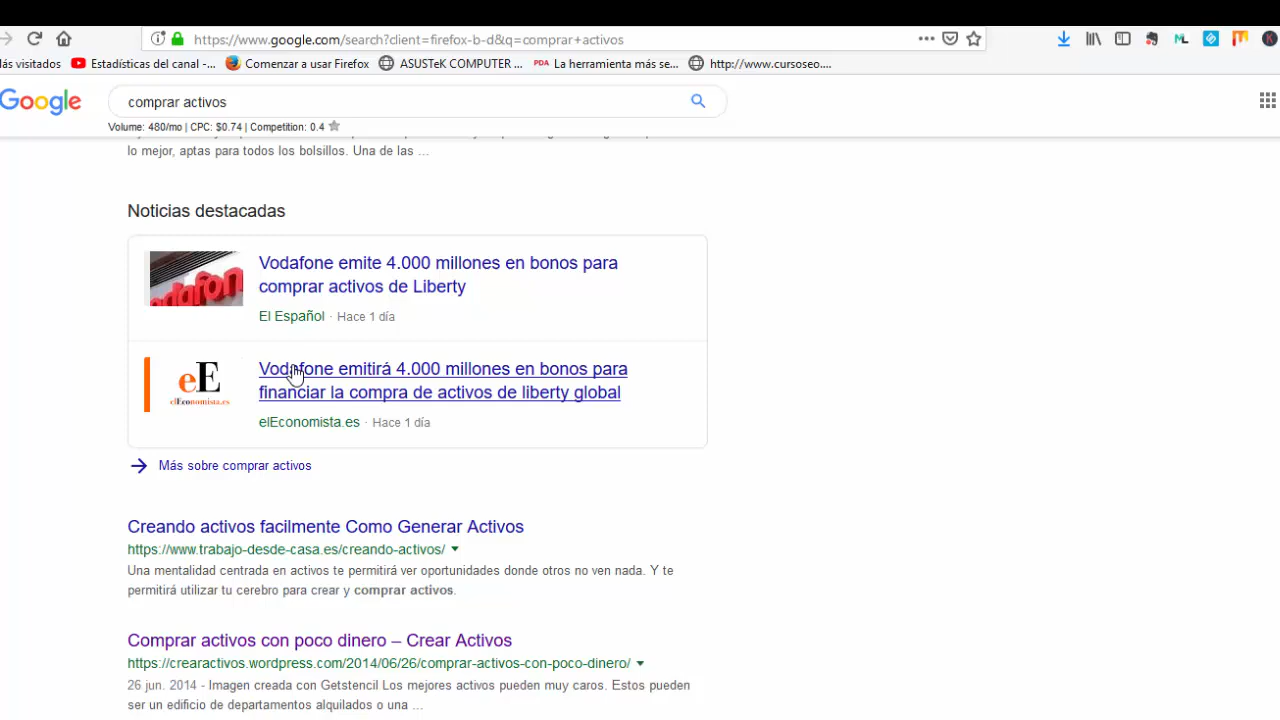 https://www.google.com/search?client=firefox-b-d&q=comprar+activos
ás visitados
Estadísticas del canal -...
Comenzar a usar Firefox
ASUSTeK COMPUTER ...
PDA La herramienta más se...
http://www.cursoseo....
Google
comprar activos
Volume: 480/mo | CPC: $0.74 | Competition: 0.4
lo mejor, aptas para todos los bolsillos. Una de las ...
Noticias destacadas
Vodafone emite 4.000 millones en bonos para
comprar activos de Liberty
El Español · Hace 1 día
eE
elEconomista.es
Vodafone emitirá 4.000 millones en bonos para
financiar la compra de activos de liberty global
elEconomista.es · Hace 1 día
Más sobre comprar activos
Creando activos facilmente Como Generar Activos
https://www.trabajo-desde-casa.es/creando-activos/
Una mentalidad centrada en activos te permitirá ver oportunidades donde otros no ven nada. Y te
permitirá utilizar tu cerebro para crear y comprar activos.
Comprar activos con poco dinero – Crear Activos
https://crearactivos.wordpress.com/2014/06/26/comprar-activos-con-poco-dinero/
26 jun. 2014 - Imagen creada con Getstencil Los mejores activos pueden muy caros. Estos pueden
ser un edificio de departamentos alquilados o una ...